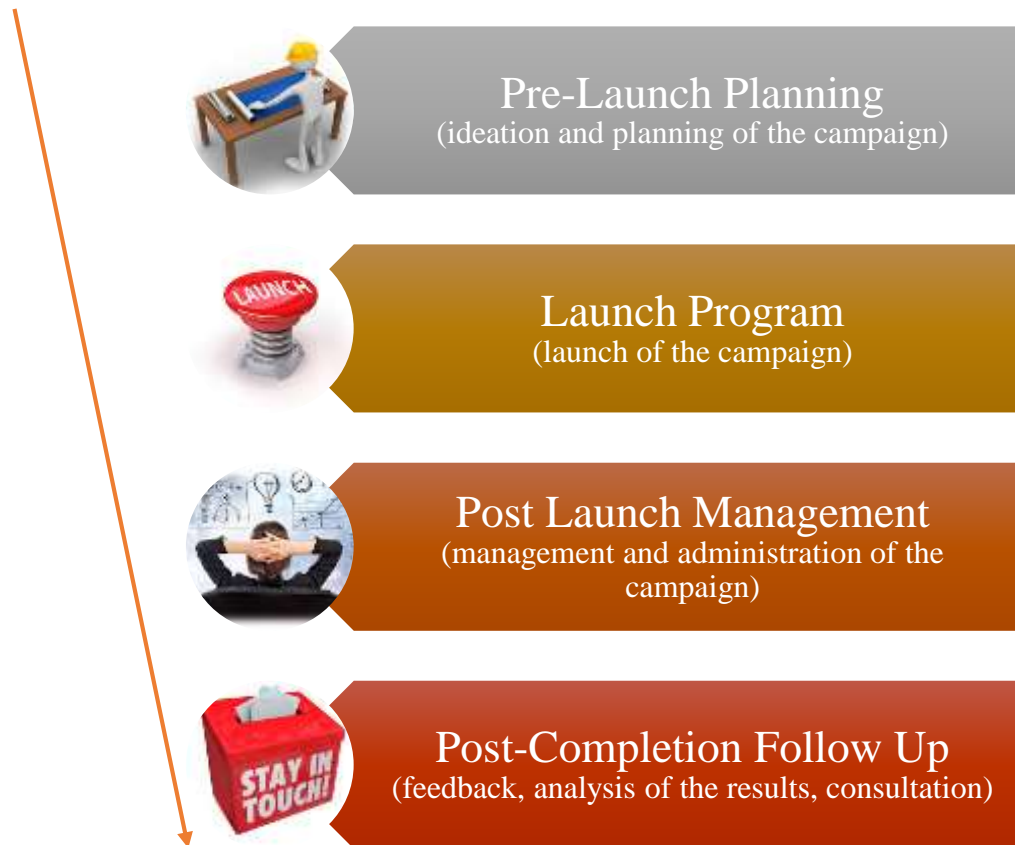 Pre-Launch Planning
(ideation and planning of the campaign)
LAUNCH
Launch Program
(launch of the campaign)
Post Launch Management
(management and administration of the
campaign)
STAY IN
TOUCH!
Post-Completion Follow Up
(feedback, analysis of the results, consultation)